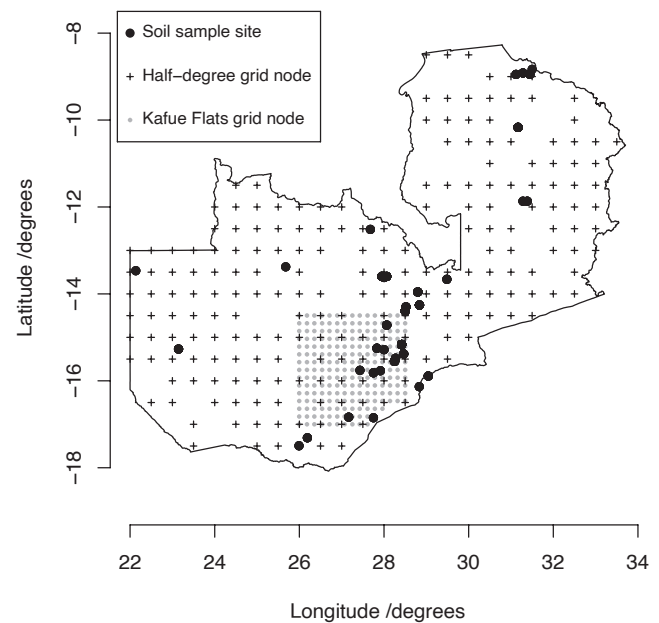 Soil sample site
Half−degree grid node
Kafue Flats grid node
Latitude /degrees
−8
−10
−12
−14
−16
−18
22 24 26 28 30 32 34
Longitude /degrees